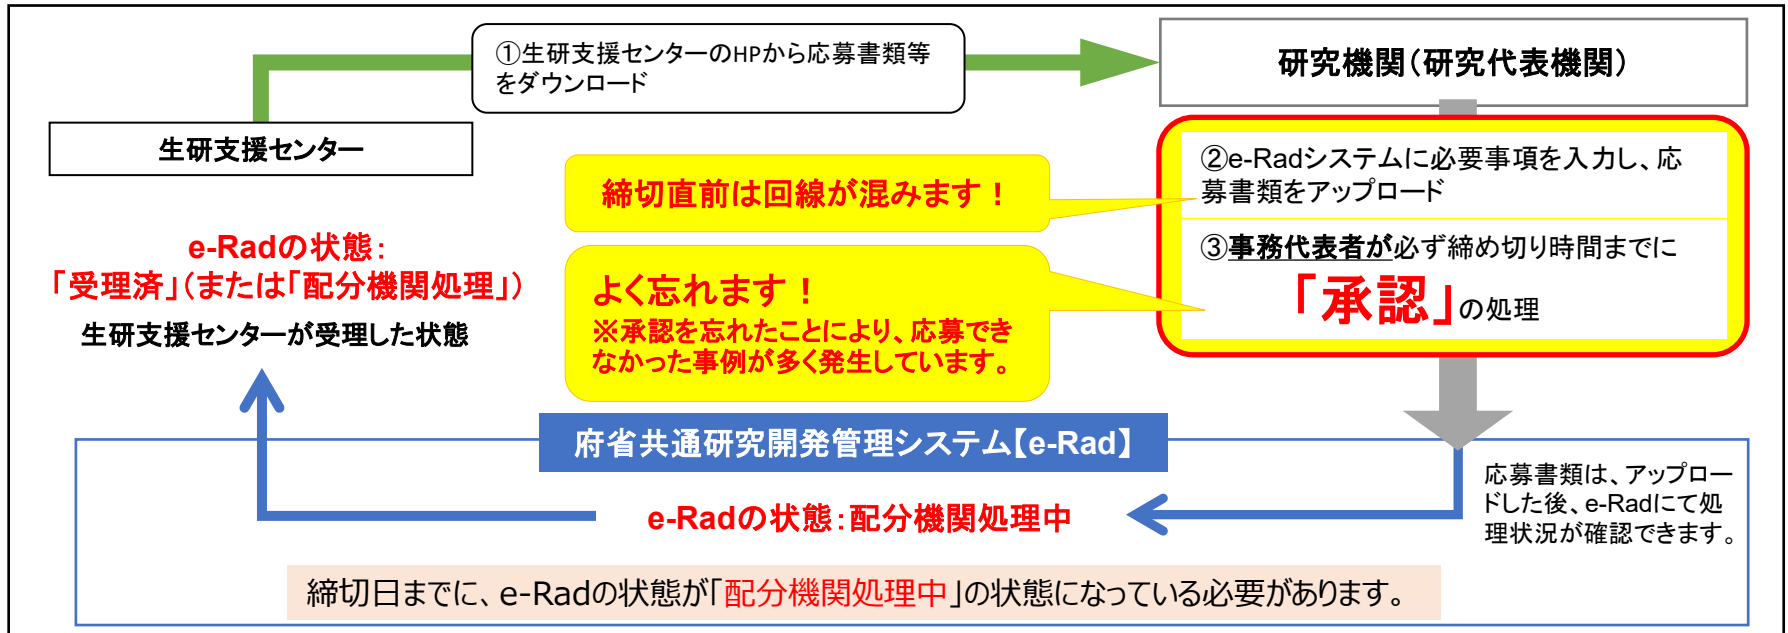 ①生研支援センターのHPから応募書類等
をダウンロード
研究機関（研究代表機関）
生研支援センター
②e-Radシステムに必要事項を入力し、応
募書類をアップロード
締切直前は回線が混みます！
③事務代表者が必ず締め切り時間までに
「承認」の処理
よく忘れます！
※承認を忘れたことにより、応募でき
なかった事例が多く発生しています。
e-Radの状態：
「受理済」（または「配分機関処理」）
生研支援センターが受理した状態
府省共通研究開発管理システム【e-Rad】
e-Radの状態：配分機関処理中
応募書類は、アップロー
ドした後、e-Radにて処
理状況が確認できます。
締切日までに、e-Radの状態が「配分機関処理中」の状態になっている必要があります。